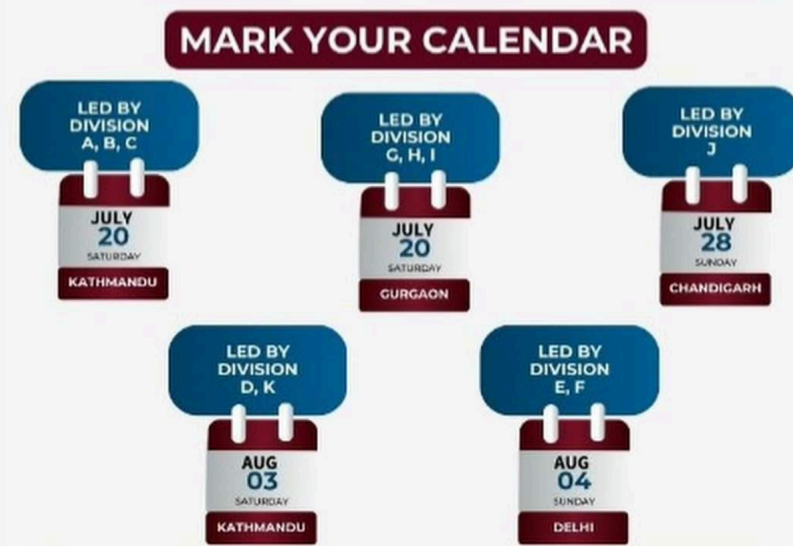 MARK YOUR CALENDAR
LED BY
DIVISION
A, B, C
JULY
20
SATURDAY
KATHMANDU
LED BY
DIVISION
G, H, I
JULY
20
SATURDAY
GURGAON
LED BY
DIVISION
J
JULY
28
SUNDAY
CHANDIGARH
LED BY
DIVISION
D, K
AUG
03
SATURDAY
KATHMANDU
LED BY
DIVISION
E, F
AUG
04
SUNDAY
DELHI